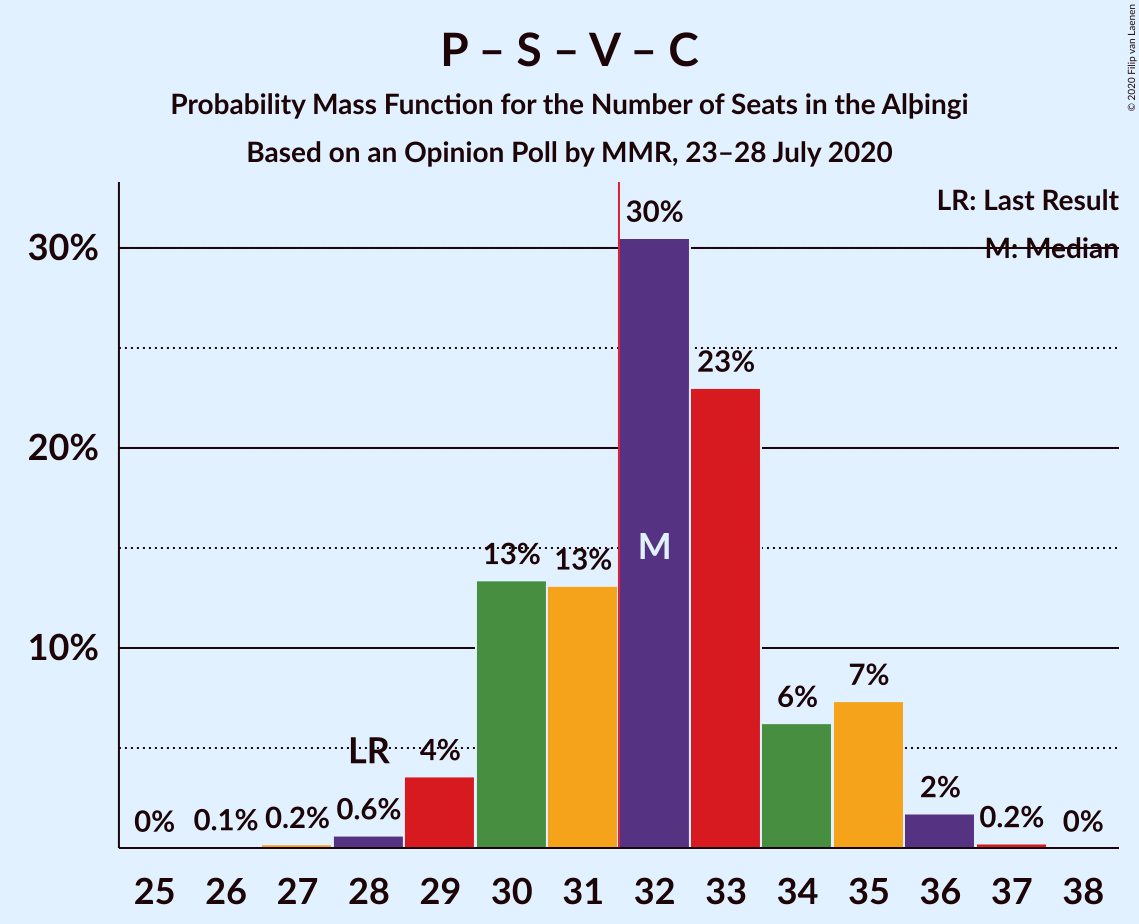 P – S – V – C
Probability Mass Function for the Number of Seats in the Alþingi
Based on an Opinion Poll by MMR, 23–28 July 2020
© 2020 Filip van Laenen
LR: Last Result
M: Median
30%
20%
10%
0%
0.1%
0.2%
LR
0.6%
4%
13%
13%
30%
M
23%
6%
7%
2%
0.2%
0%
25 26 27 28 29 30 31 32 33 34 35 36 37 38